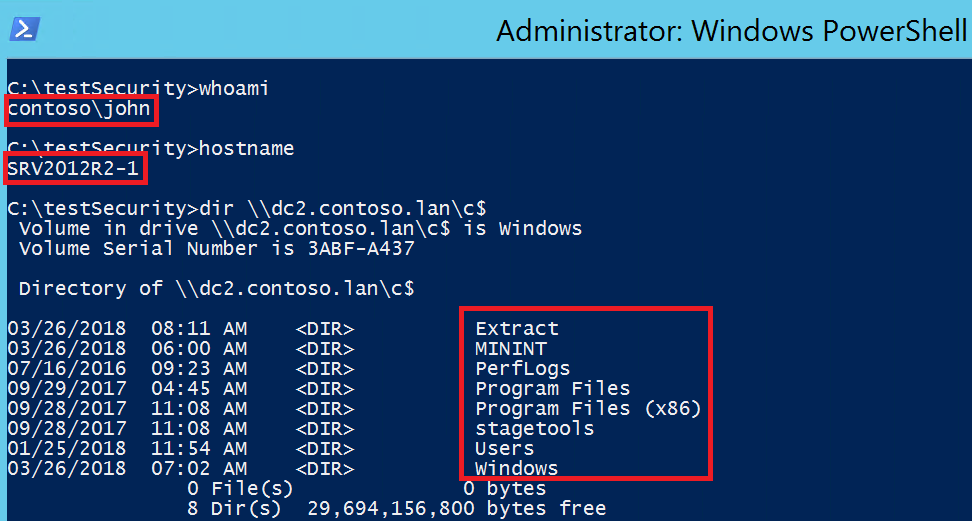 Administrator: Windows PowerShell
C:\testSecurity>whoami
contoso\john
C:\testSecurity>hostname
SRV2012R2-1
C:\testSecurity>dir \\dc2.contoso.lan\c$
Volume in drive \\dc2.contoso.lan\c$ is Windows
Volume Serial Number is 3ABF-A437
Directory of \\dc2.contoso.lan\c$
03/26/2018  08:11 AM    <DIR>          Extract
03/26/2018  06:00 AM    <DIR>          MININT
07/16/2016  09:23 AM    <DIR>          PerfLogs
09/29/2017  04:45 AM    <DIR>          Program Files
09/28/2017  11:08 AM    <DIR>          Program Files (x86)
09/28/2017  11:08 AM    <DIR>          stagetools
01/25/2018  11:54 AM    <DIR>          Users
03/26/2018  07:02 AM    <DIR>          Windows
0 File(s)              0 bytes
8 Dir(s)  29,694,156,800 bytes free